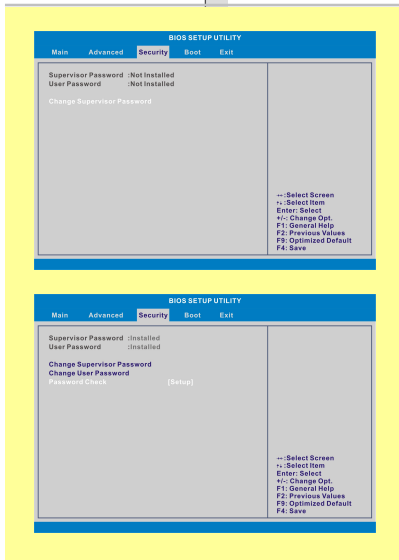 BIOS SETUP UTILITY
Main Advanced Security Boot Exit
Supervisor Password :Not Installed
User Password :Not Installed
Change Supervisor Password
↔:Select Screen
↑↓:Select Item
Enter: Select
+/-: Change Opt.
F1: General Help
F2: Previous Values
F9: Optimized Default
F4: Save
BIOS SETUP UTILITY
Main Advanced Security Boot Exit
Supervisor Password :Installed
User Password :Installed
Change Supervisor Password
Change User Password
Password Check [Setup]
↔:Select Screen
↑↓:Select Item
Enter: Select
+/-: Change Opt.
F1: General Help
F2: Previous Values
F9: Optimized Default
F4: Save